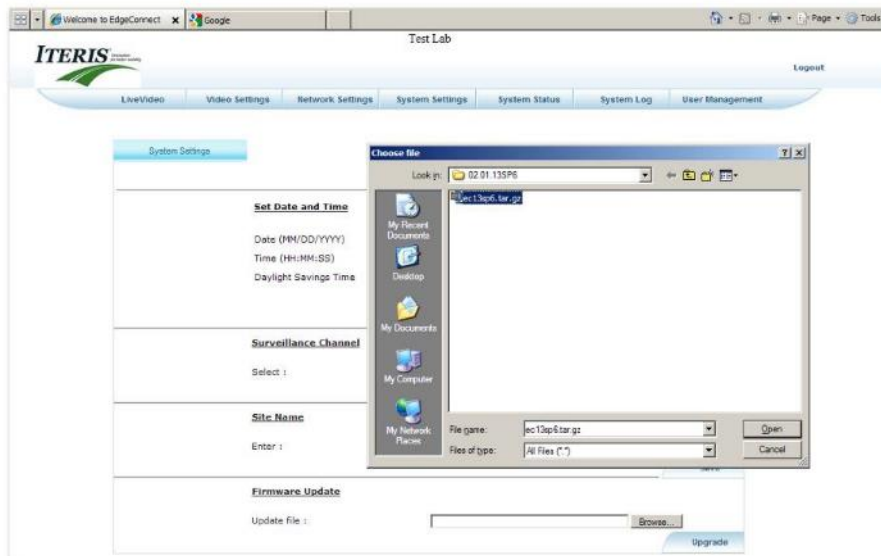 Welcome to EdgeConnect
Google
Page
Tools
Test Lab
ITERIS
Logout
LiveVideo
Video Settings
Network Settings
System Settings
System Status
System Log
User Management
System Settings
Choose file
Look in:
02.01.13SP6
ec13sp6.tar.gz
My Recent Documents
Desktop
My Documents
My Computer
My Network Places
File name:
ec13sp6.tar.gz
Open
Files of type:
All Files (*.*)
Cancel
Set Date and Time
Date (MM/DD/YYYY)
Time (HH:MM:SS)
Daylight Savings Time
Surveillance Channel
Select :
Site Name
Enter :
Firmware Update
Update file :
Browse...
Upgrade